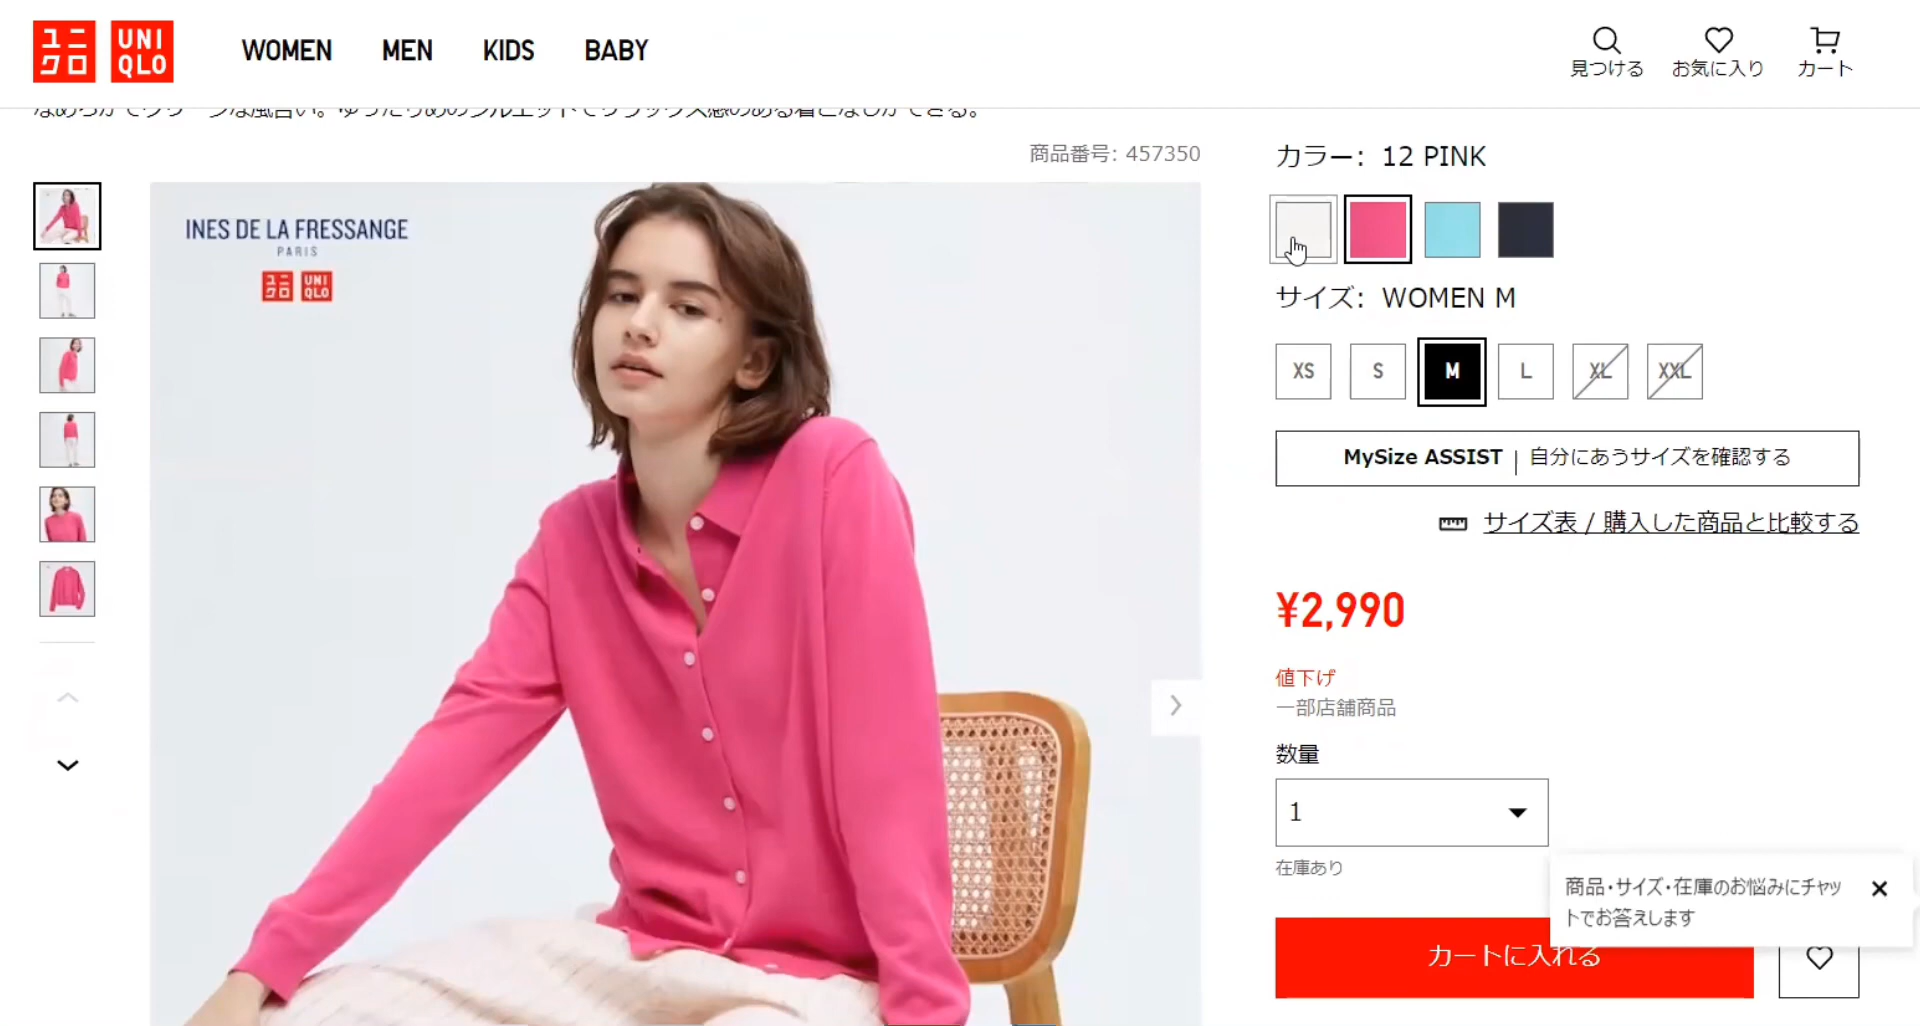 ユニクロ UNIQLO
WOMEN MEN KIDS BABY
見つける お気に入り カート
商品番号: 457350
INES DE LA FRESSANGE
PARIS
ユニクロ UNIQLO
カラー: 12 PINK
サイズ: WOMEN M
XS S M L XL XXL
MySize ASSIST | 自分にあうサイズを確認する
サイズ表 / 購入した商品と比較する
¥2,990
値下げ
一部店舗商品
数量
1
在庫あり
商品・サイズ・在庫のお悩みにチャッ
トでお答えします
カートに入れる